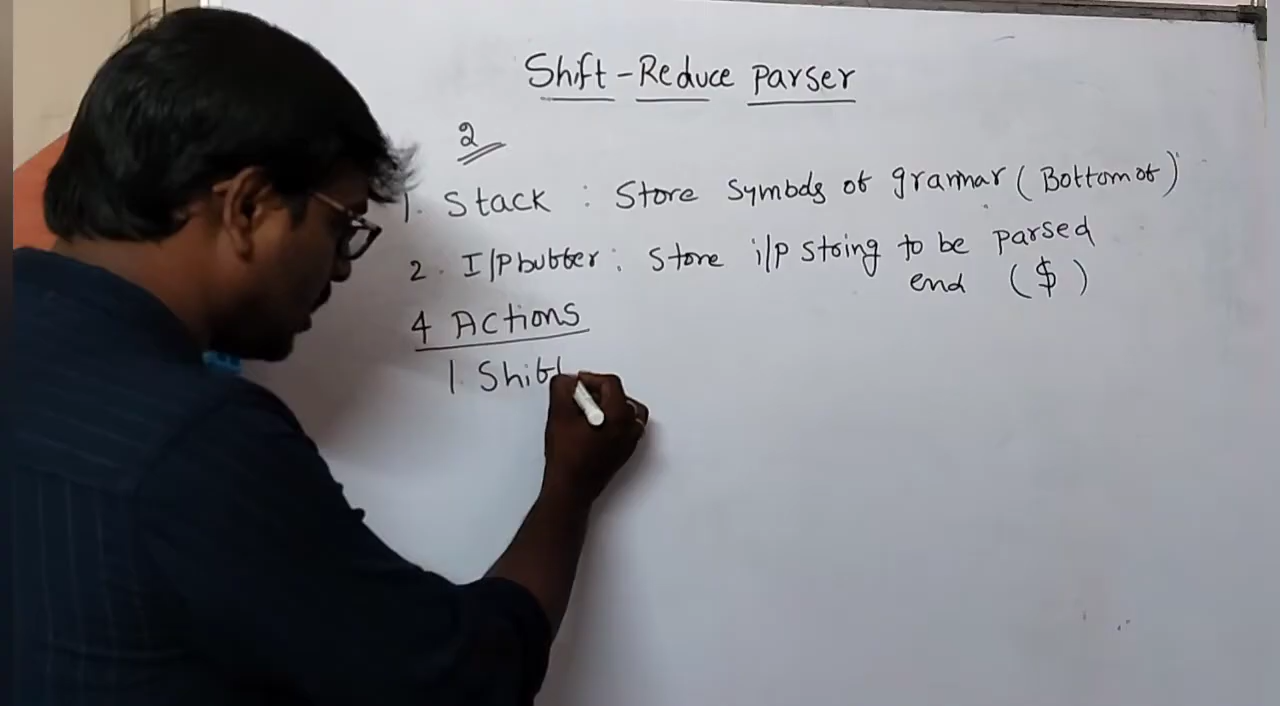 Shift-Reduce parser
2
1. Stack : Store Symbols of grammar (Bottom of)
2. I/p buffer : Store i/p string to be parsed
end ($)
4 Actions
1. Shift